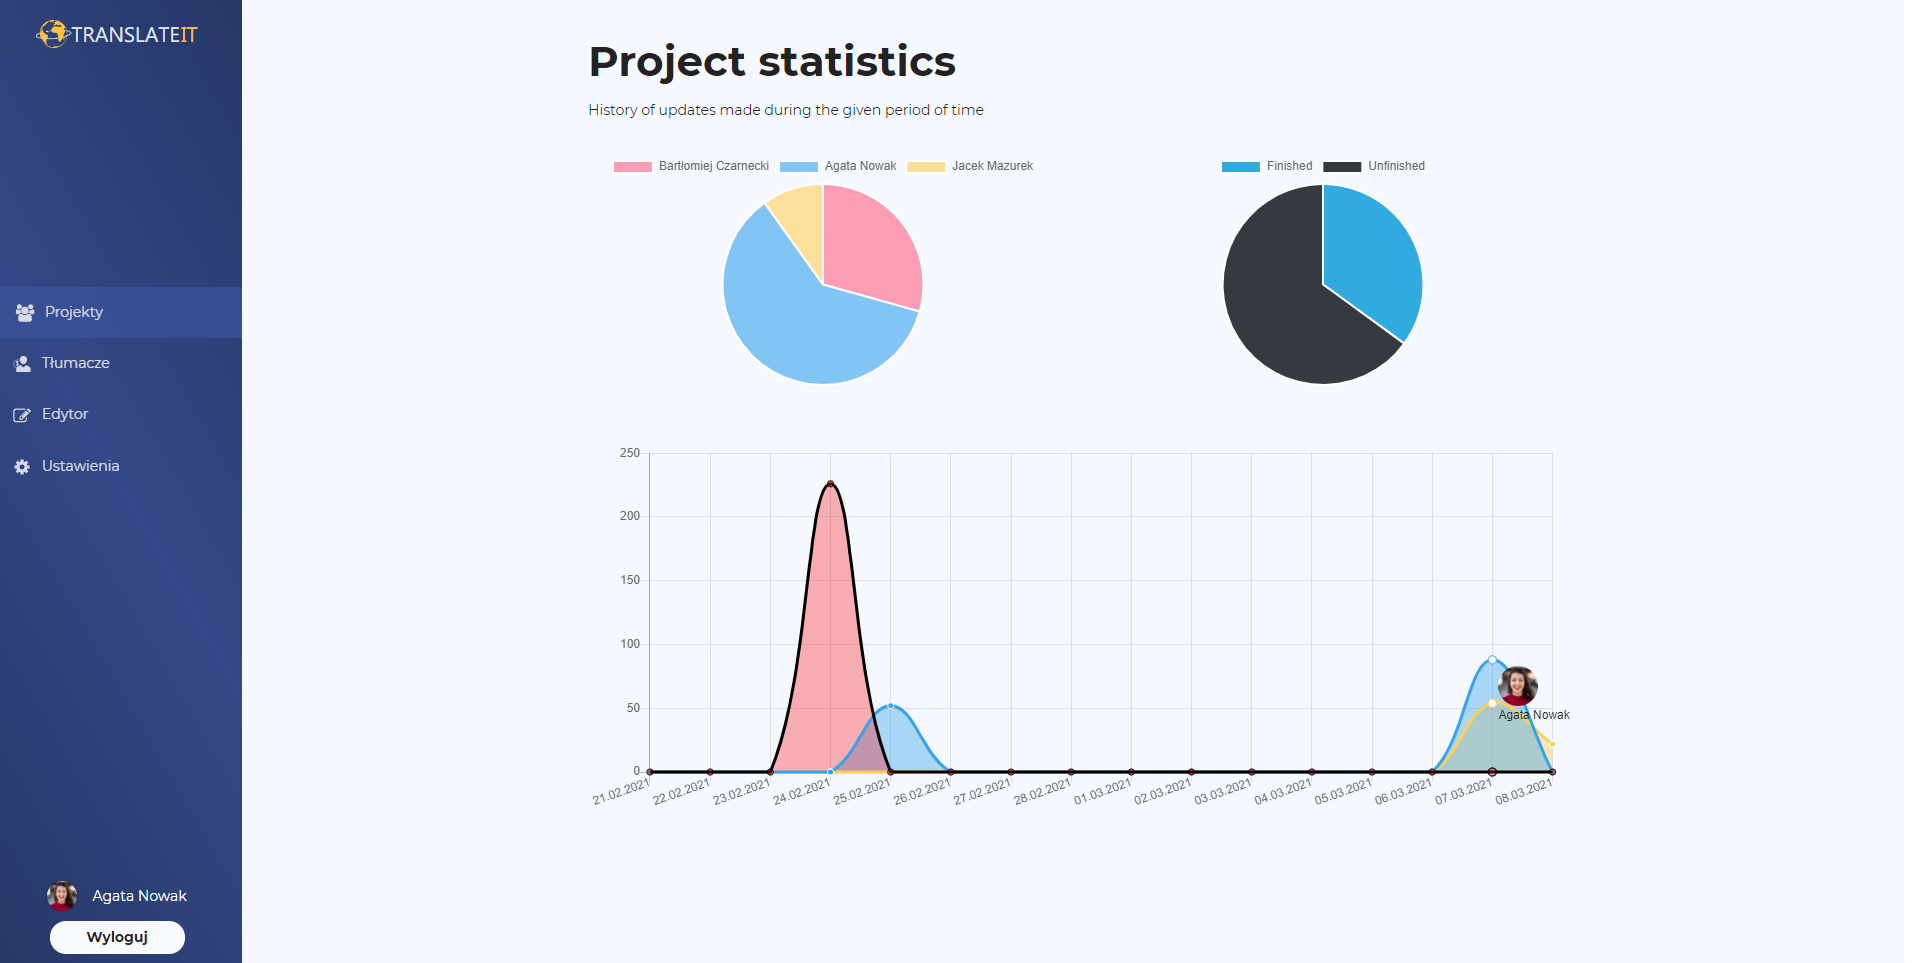 TRANSLATEIT
Projekty
Tłumacze
Edytor
Ustawienia
Agata Nowak
Wyloguj
Project statistics
History of updates made during the given period of time
Bartłomiej Czarnecki Agata Nowak Jacek Mazurek
Finished Unfinished
250
200
150
100
50
0
Agata Nowak
21.02.2021 22.02.2021 23.02.2021 24.02.2021 25.02.2021 26.02.2021 27.02.2021 28.02.2021 01.03.2021 02.03.2021 03.03.2021 04.03.2021 05.03.2021 06.03.2021 07.03.2021 08.03.2021